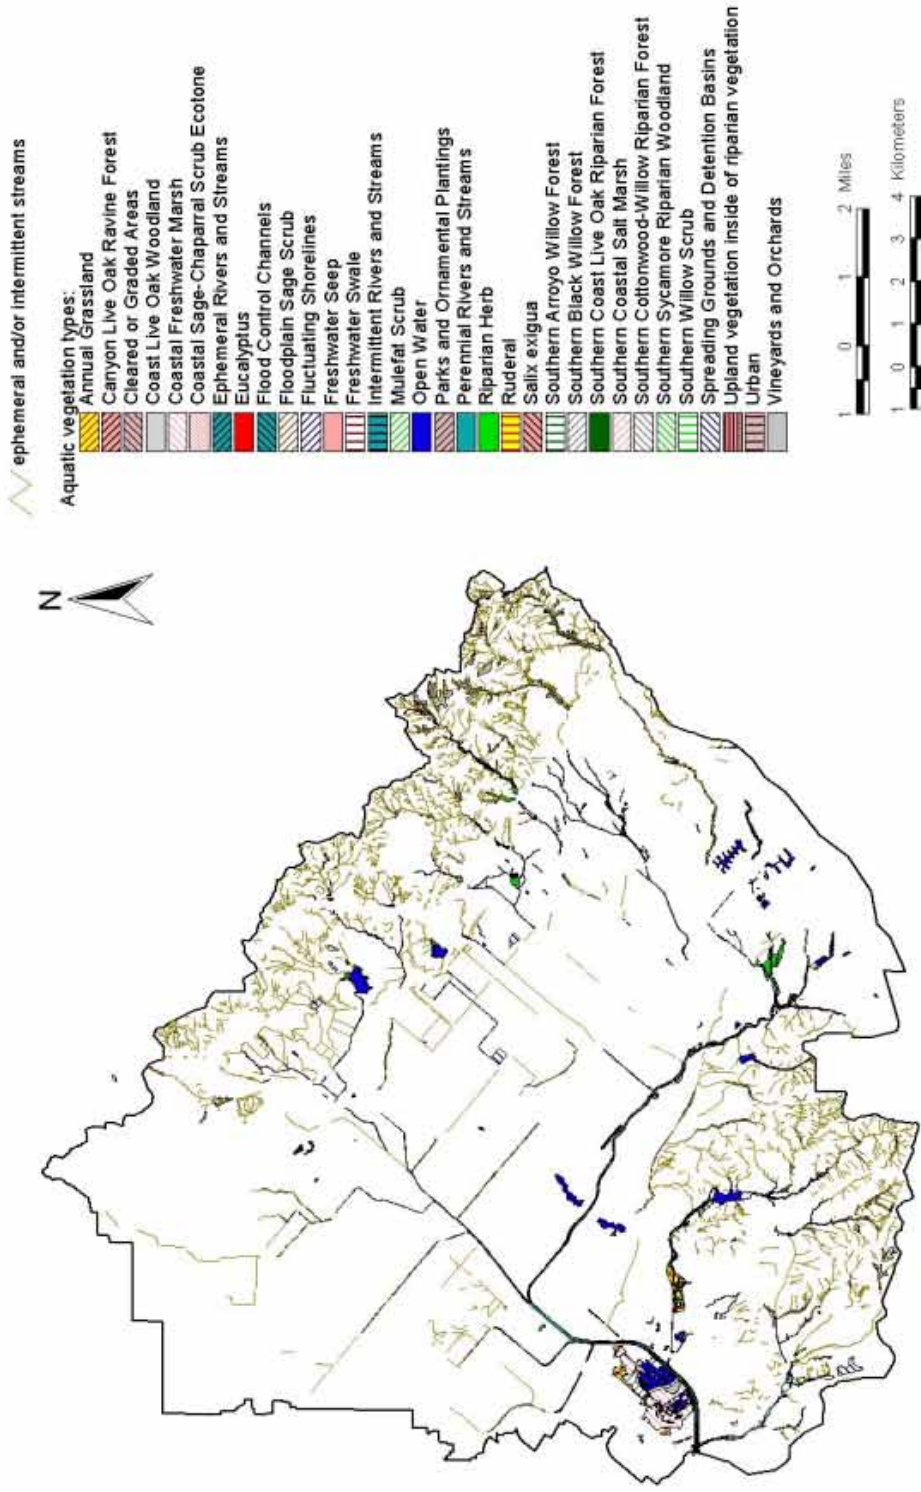 ephemeral and/or intermittent streams
Aquatic vegetation types:
Annual Grassland
Canyon Live Oak Ravine Forest
Cleared or Graded Areas
Coast Live Oak Woodland
Coastal Freshwater Marsh
Coastal Sage-Chaparral Scrub Ecotone
Ephemeral Rivers and Streams
Eucalyptus
Flood Control Channels
Floodplain Sage Scrub
Fluctuating Shorelines
Freshwater Seep
Freshwater Swale
Intermittent Rivers and Streams
Mulefat Scrub
Open Water
Parks and Ornamental Plantings
Perennial Rivers and Streams
Riparian Herb
Ruderal
Salix exigua
Southern Arroyo Willow Forest
Southern Black Willow Forest
Southern Coast Live Oak Riparian Forest
Southern Coastal Salt Marsh
Southern Cottonwood-Willow Riparian Forest
Southern Sycamore Riparian Woodland
Southern Willow Scrub
Spreading Grounds and Detention Basins
Upland vegetation inside of riparian vegetation
Urban
Vineyards and Orchards
1 0 1 2 Miles
1 0 1 2 3 4 Kilometers
N